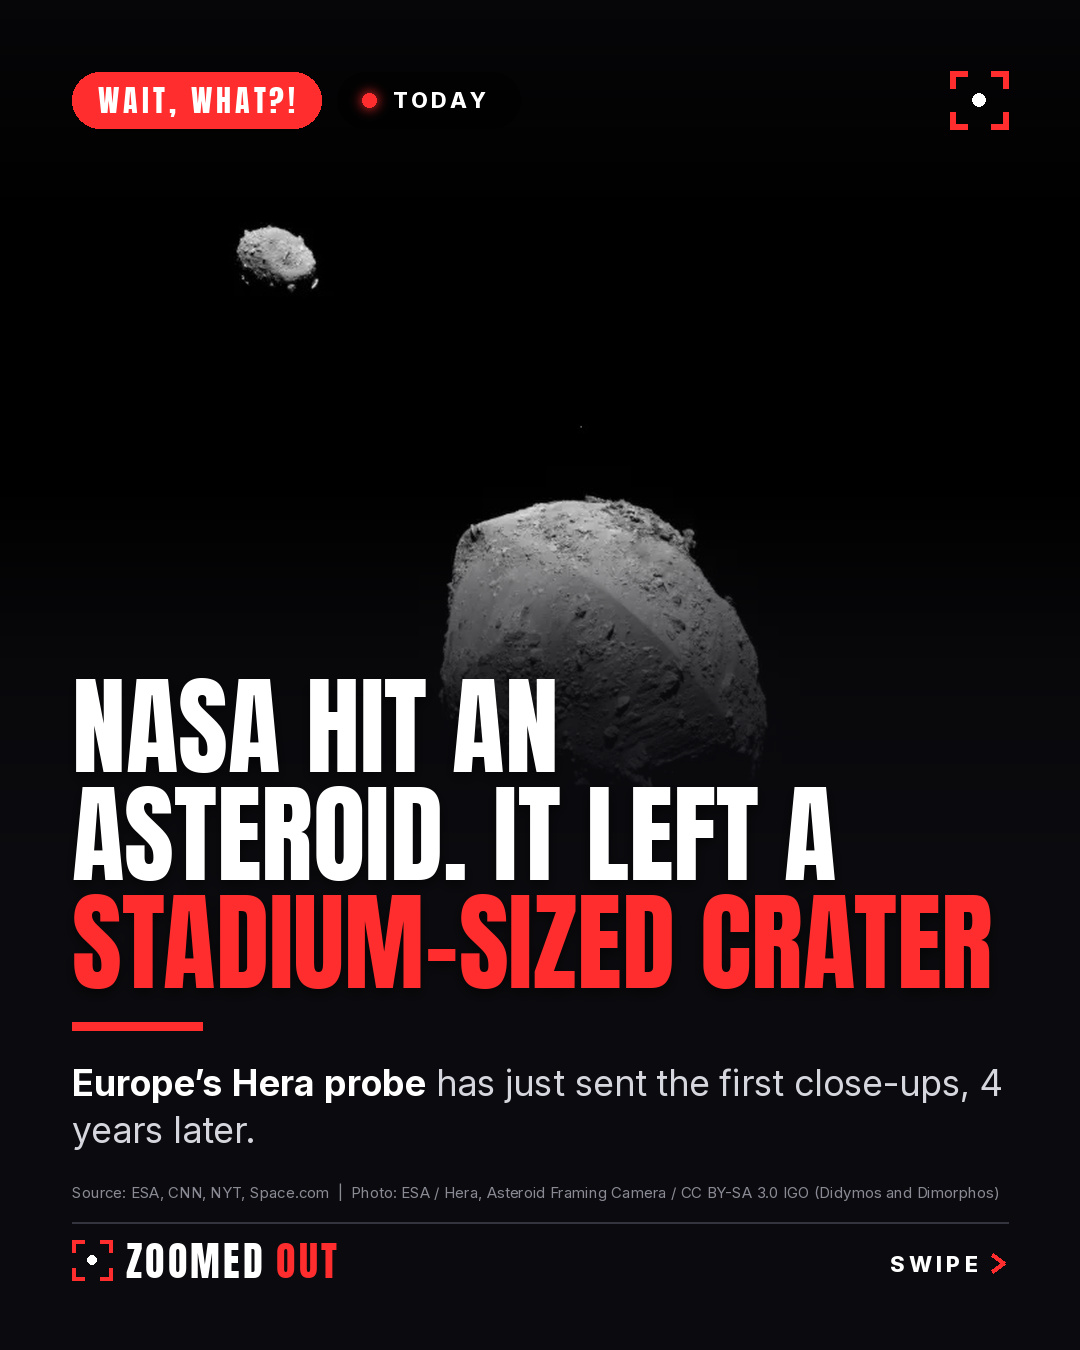 WAIT, WHAT?!
TODAY
NASA HIT AN
ASTEROID. IT LEFT A
STADIUM-SIZED CRATER
Europe’s Hera probe has just sent the first close-ups, 4
years later.
Source: ESA, CNN, NYT, Space.com | Photo: ESA / Hera, Asteroid Framing Camera / CC BY-SA 3.0 IGO (Didymos and Dimorphos)
ZOOMED OUT
SWIPE >